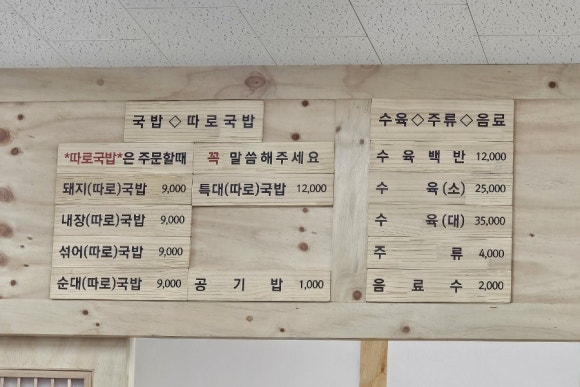 국밥◇따로국밥
*따로국밥*은 주문할때 꼭 말씀해주세요
돼지(따로)국밥 9,000
특대(따로)국밥 12,000
내장(따로)국밥 9,000
섞어(따로)국밥 9,000
순대(따로)국밥 9,000
공기밥 1,000
수육◇주류◇음료
수육백반 12,000
수육(소) 25,000
수육(대) 35,000
주류 4,000
음료수 2,000